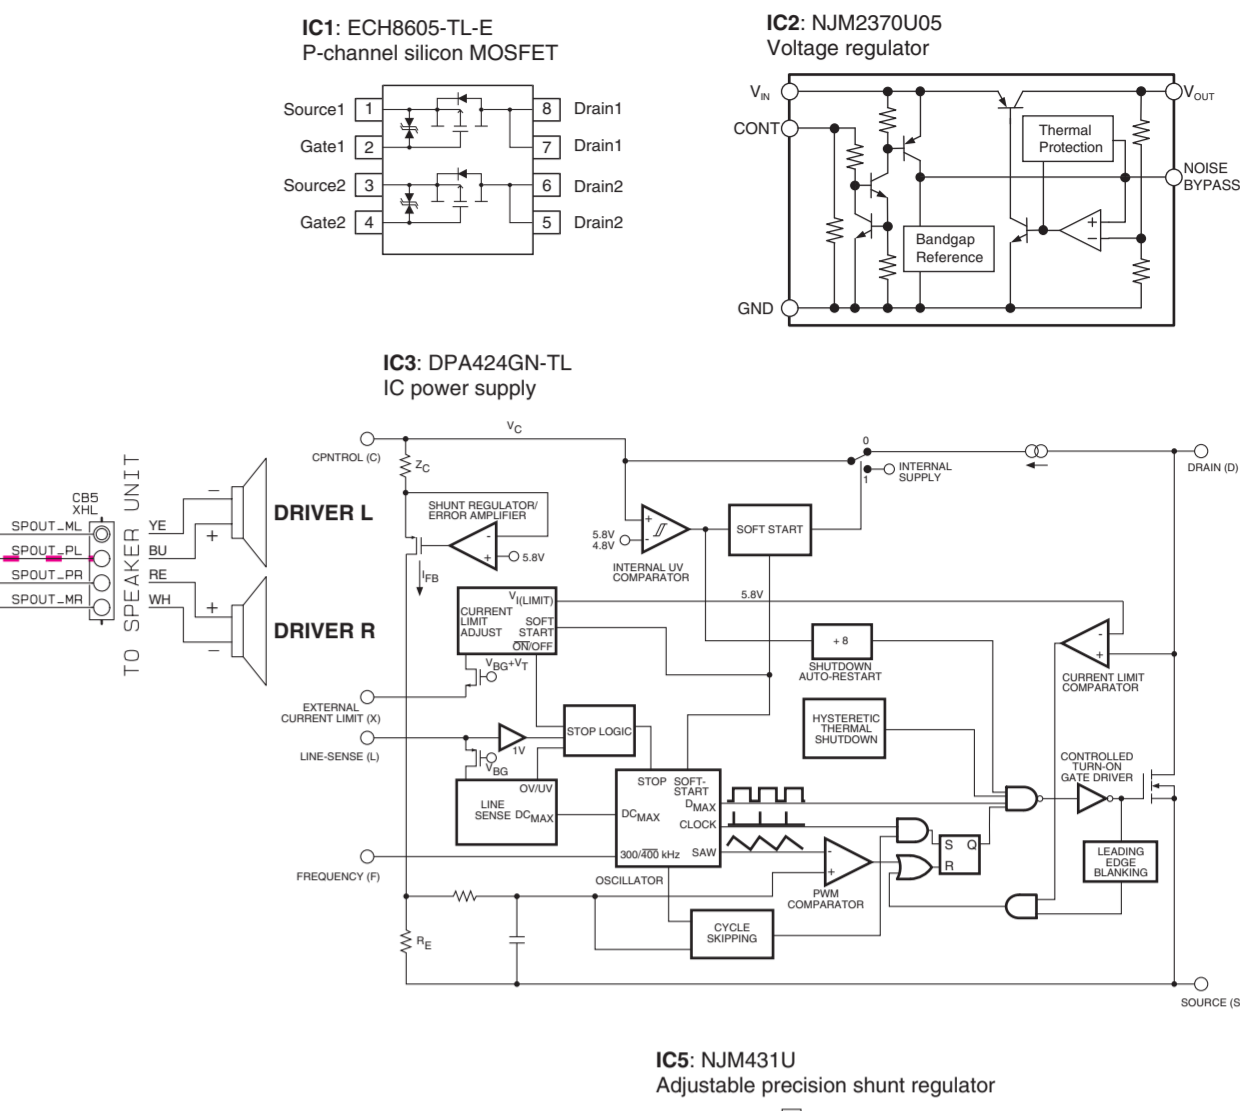 IC1: ECH8605-TL-E
P-channel silicon MOSFET
Source1 1 8 Drain1
Gate1 2 7 Drain1
Source2 3 6 Drain2
Gate2 4 5 Drain2
IC2: NJM2370U05
Voltage regulator
VIN
VOUT
CONT
Thermal
Protection
NOISE
BYPASS
+
−
Bandgap
Reference
GND
IC3: DPA424GN-TL
IC power supply
CB5
XHL
SPOUT_ML
SPOUT_PL
SPOUT_PR
SPOUT_MR
TO SPEAKER UNIT
YE
BU
RE
WH
−
+
DRIVER L
+
−
DRIVER R
CPNTROL (C)
VC
ZC
SHUNT REGULATOR/
ERROR AMPLIFIER
-
+
5.8V
IFB
0
1
INTERNAL
SUPPLY
DRAIN (D)
5.8V
4.8V
+
-
INTERNAL UV
COMPARATOR
SOFT START
VI(LIMIT)
CURRENT
LIMIT
ADJUST
SOFT
START
ON/OFF
5.8V
+ 8
SHUTDOWN
AUTO-RESTART
-
+
CURRENT LIMIT
COMPARATOR
VBG+VT
EXTERNAL
CURRENT LIMIT (X)
LINE-SENSE (L)
1V
VBG
STOP LOGIC
HYSTERETIC
THERMAL
SHUTDOWN
CONTROLLED
TURN-ON
GATE DRIVER
OV/UV
LINE
SENSE
DCMAX
STOP
SOFT-
START
DMAX
DCMAX
CLOCK
300/400 kHz
SAW
OSCILLATOR
FREQUENCY (F)
-
+
PWM
COMPARATOR
S Q
R
LEADING
EDGE
BLANKING
CYCLE
SKIPPING
RE
SOURCE (S
IC5: NJM431U
Adjustable precision shunt regulator